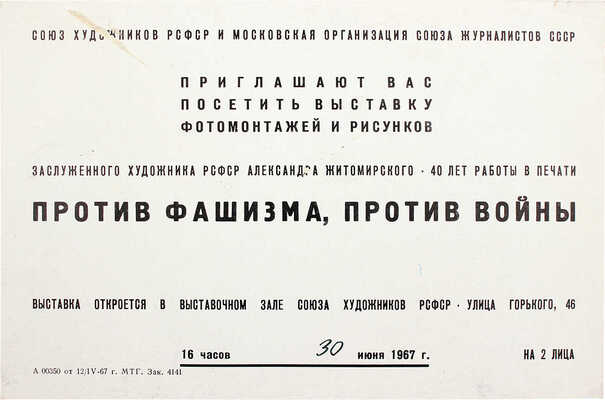 СОЮЗ ХУДОЖНИКОВ РСФСР И МОСКОВСКАЯ ОРГАНИЗАЦИЯ СОЮЗА ЖУРНАЛИСТОВ СССР
ПРИГЛАШАЮТ ВАС
ПОСЕТИТЬ ВЫСТАВКУ
ФОТОМОНТАЖЕЙ И РИСУНКОВ
ЗАСЛУЖЕННОГО ХУДОЖНИКА РСФСР АЛЕКСАНДРА ЖИТОМИРСКОГО · 40 ЛЕТ РАБОТЫ В ПЕЧАТИ
ПРОТИВ ФАШИЗМА, ПРОТИВ ВОЙНЫ
ВЫСТАВКА ОТКРОЕТСЯ В ВЫСТАВОЧНОМ ЗАЛЕ СОЮЗА ХУДОЖНИКОВ РСФСР · УЛИЦА ГОРЬКОГО, 46
16 часов 30 июня 1967 г. НА 2 ЛИЦА
А 00350 от 12/IV-67 г. МТГ. Зак. 4141